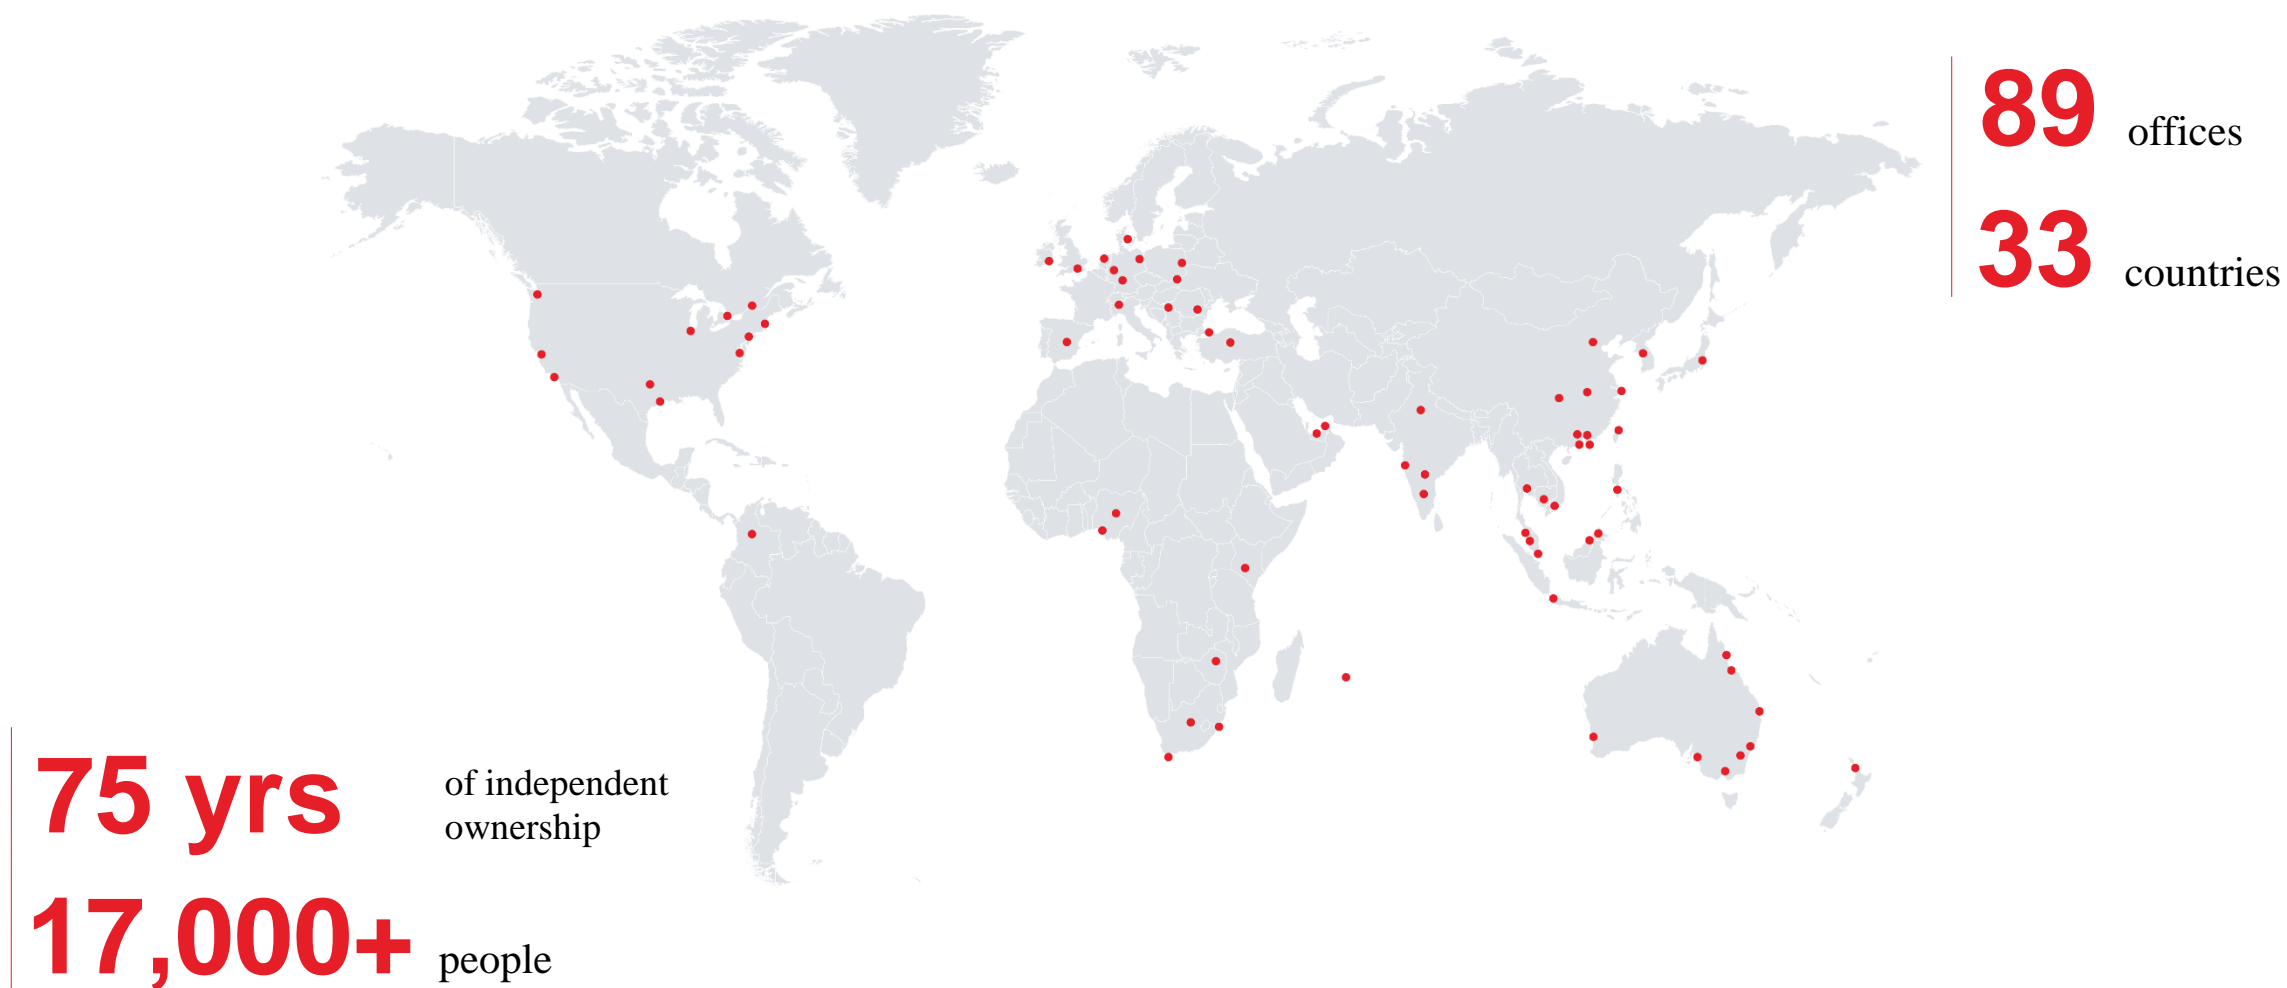 89 offices
33 countries
75 yrs of independent
ownership
17,000+ people